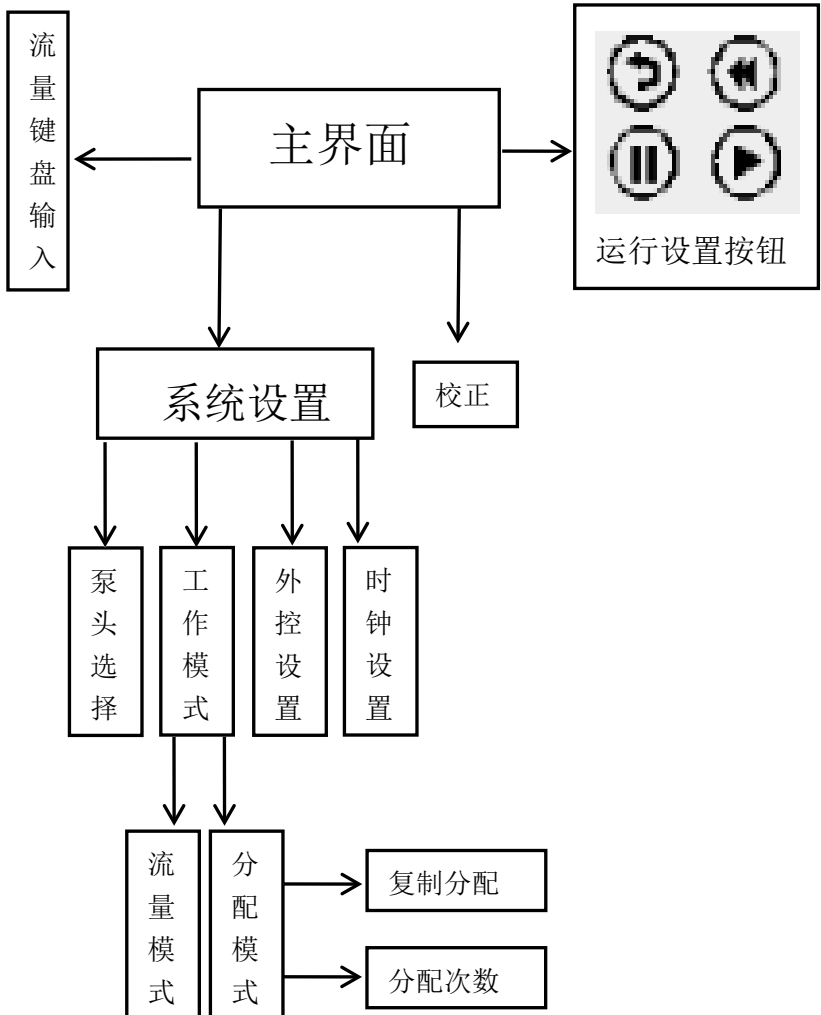 流量键盘输入
主界面
运行设置按钮
系统设置
校正
泵头选择
工作模式
外控设置
时钟设置
流量模式
分配模式
复制分配
分配次数